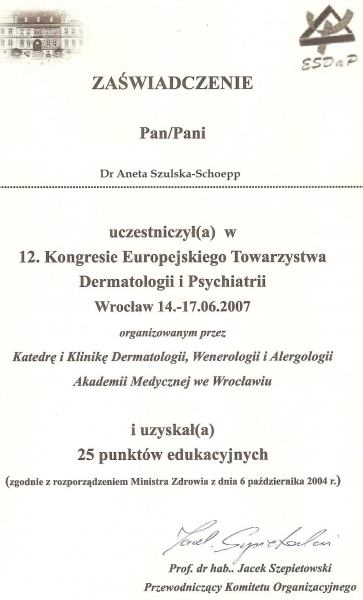 ESDaP
ZAŚWIADCZENIE
Pan/Pani
Dr Aneta Szulska-Schoepp
uczestniczył(a) w
12. Kongresie Europejskiego Towarzystwa
Dermatologii i Psychiatrii
Wrocław 14.-17.06.2007
organizowanym przez
Katedrę i Klinikę Dermatologii, Wenerologii i Alergologii
Akademii Medycznej we Wrocławiu
i uzyskał(a)
25 punktów edukacyjnych
(zgodnie z rozporządzeniem Ministra Zdrowia z dnia 6 października 2004 r.)
Jacek Szepietowski
Prof. dr hab.. Jacek Szepietowski
Przewodniczący Komitetu Organizacyjnego